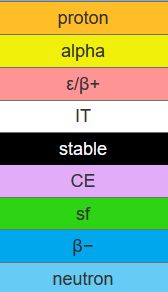 proton
alpha
ε/β+
IT
stable
CE
sf
β−
neutron